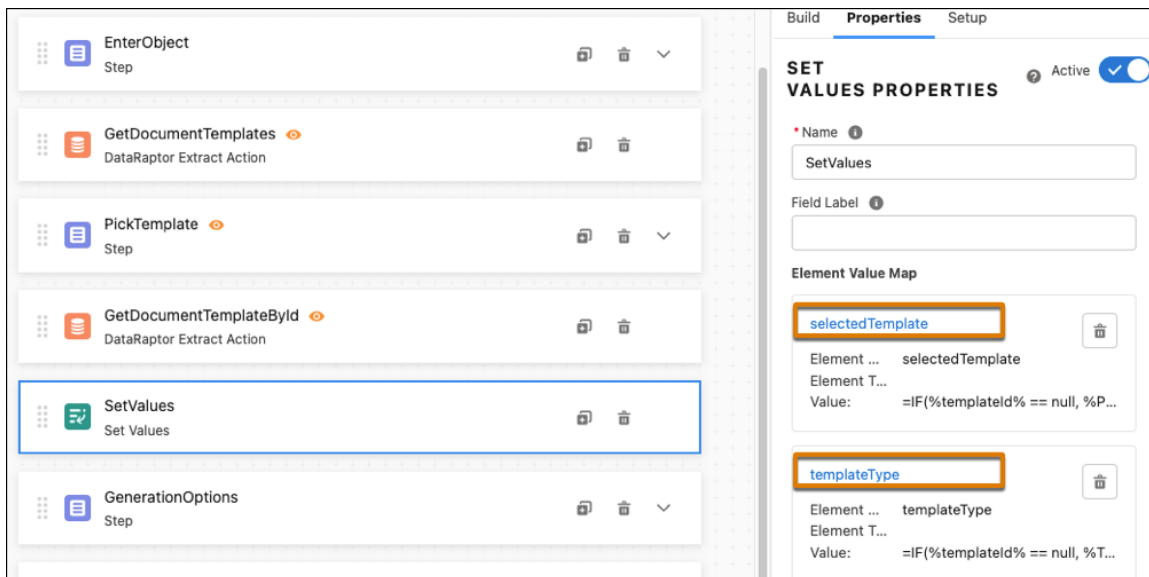 EnterObject
Step
GetDocumentTemplates
DataRaptor Extract Action
PickTemplate
Step
GetDocumentTemplateById
DataRaptor Extract Action
SetValues
Set Values
GenerationOptions
Step
Build Properties Setup
SET
VALUES PROPERTIES
Active
* Name
SetValues
Field Label
Element Value Map
selectedTemplate
Element ... selectedTemplate
Element T...
Value: =IF(%templateId% == null, %P...
templateType
Element ... templateType
Element T...
Value: =IF(%templateId% == null, %T...